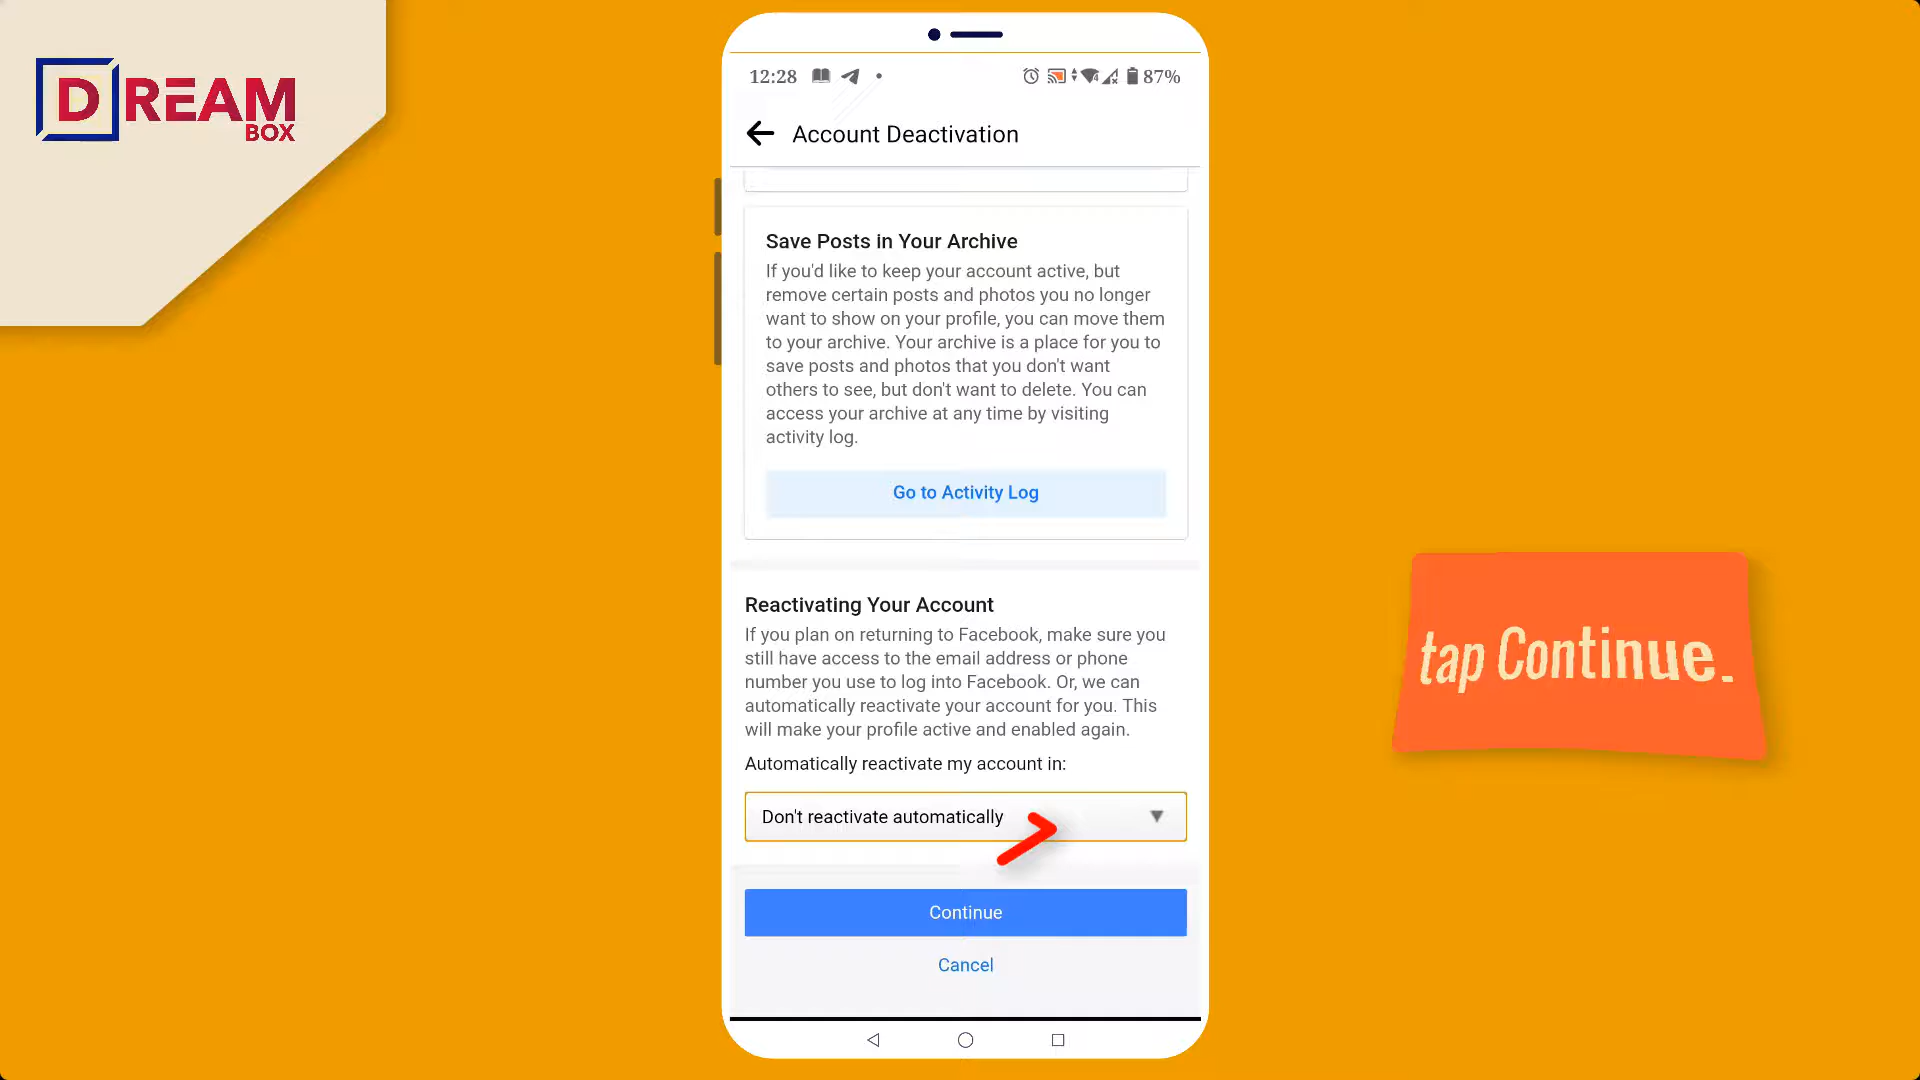 DREAM
BOX
12:28
87%
Account Deactivation
Save Posts in Your Archive
If you'd like to keep your account active, but
remove certain posts and photos you no longer
want to show on your profile, you can move them
to your archive. Your archive is a place for you to
save posts and photos that you don't want
others to see, but don't want to delete. You can
access your archive at any time by visiting
activity log.
Go to Activity Log
Reactivating Your Account
If you plan on returning to Facebook, make sure you
still have access to the email address or phone
number you use to log into Facebook. Or, we can
automatically reactivate your account for you. This
will make your profile active and enabled again.
Automatically reactivate my account in:
Don't reactivate automatically
Continue
Cancel
tap Continue.